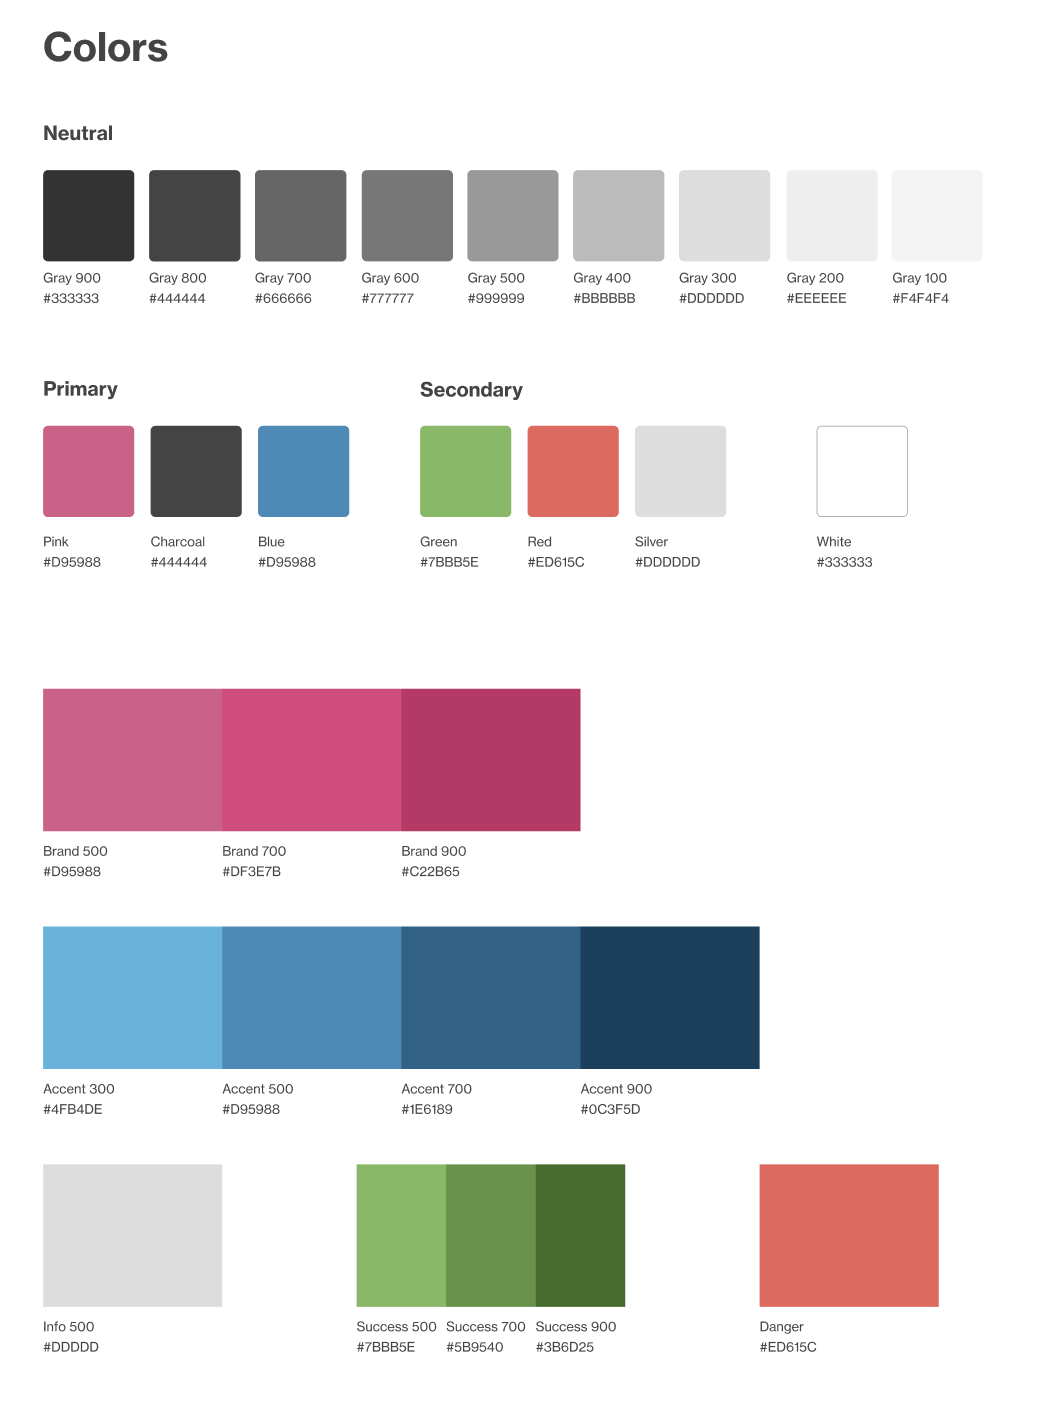 Colors
Neutral
Gray 900
#333333
Gray 800
#444444
Gray 700
#666666
Gray 600
#777777
Gray 500
#999999
Gray 400
#BBBBBB
Gray 300
#DDDDDD
Gray 200
#EEEEEE
Gray 100
#F4F4F4
Primary
Pink
#D95988
Charcoal
#444444
Blue
#D95988
Secondary
Green
#7BBB5E
Red
#ED615C
Silver
#DDDDDD
White
#333333
Brand 500
#D95988
Brand 700
#DF3E7B
Brand 900
#C22B65
Accent 300
#4FB4DE
Accent 500
#D95988
Accent 700
#1E6189
Accent 900
#0C3F5D
Info 500
#DDDDD
Success 500
#7BBB5E
Success 700
#5B9540
Success 900
#3B6D25
Danger
#ED615C